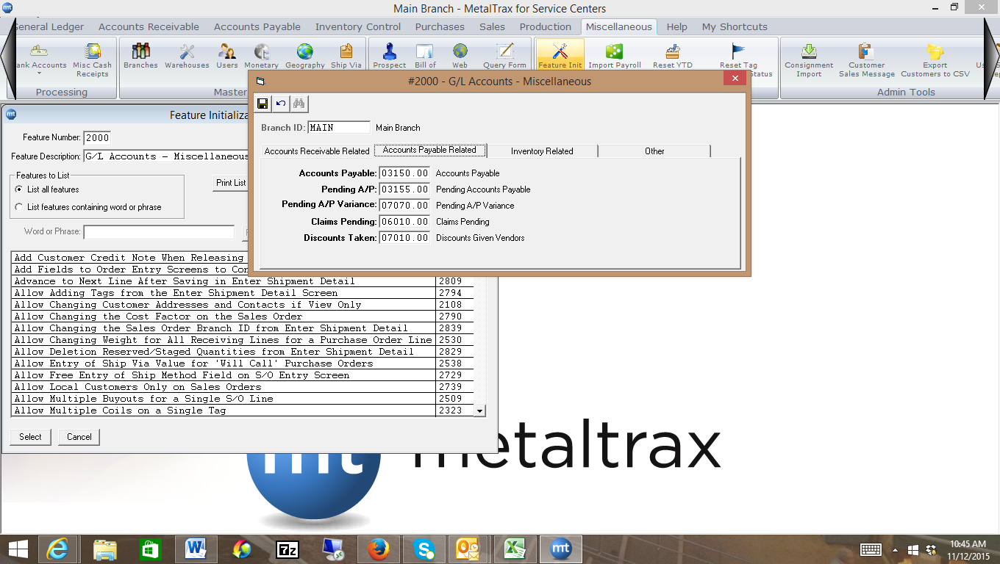 Main Branch - MetalTrax for Service Centers
General Ledger Accounts Receivable Accounts Payable Inventory Control Purchases Sales Production Miscellaneous Help My Shortcuts
ank Accounts
Misc Cash Receipts
Branches Warehouses Users Monetary Geography Ship Via
Prospect Bill of Web Query Form
Feature Init Import Payroll Reset YTD Reset Tag
Status
Consignment Import
Customer Sales Message
Export Customers to CSV
Processing Master Admin Tools
#2000 - G/L Accounts - Miscellaneous
Branch ID: MAIN Main Branch
Accounts Receivable Related Accounts Payable Related Inventory Related Other
Accounts Payable: 03150.00 Accounts Payable
Pending A/P: 03155.00 Pending Accounts Payable
Pending A/P Variance: 07070.00 Pending A/P Variance
Claims Pending: 06010.00 Claims Pending
Discounts Taken: 07010.00 Discounts Given Vendors
mt Feature Initializa
Feature Number: 2000
Feature Description: G/L Accounts - Miscellaneous
Features to List
List all features
Print List
List features containing word or phrase
Word or Phrase:
Add Customer Credit Note When Releasing
Add Fields to Order Entry Screens to Con
Advance to Next Line After Saving in Enter Shipment Detail 2809
Allow Adding Tags from the Enter Shipment Detail Screen 2794
Allow Changing Customer Addresses and Contacts if View Only 2108
Allow Changing the Cost Factor on the Sales Order 2790
Allow Changing the Sales Order Branch ID from Enter Shipment Detail 2839
Allow Changing Weight for All Receiving Lines for a Purchase Order Line 2530
Allow Deletion Reserved/Staged Quantities from Enter Shipment Detail 2829
Allow Entry of Ship Via Value for 'Will Call' Purchase Orders 2538
Allow Free Entry of Ship Method Field on S/O Entry Screen 2729
Allow Local Customers Only on Sales Orders 2739
Allow Multiple Buyouts for a Single S/O Line 2509
Allow Multiple Coils on a Single Tag 2323
Select Cancel
mt metaltrax
7z
mt
10:45 AM
11/12/2015